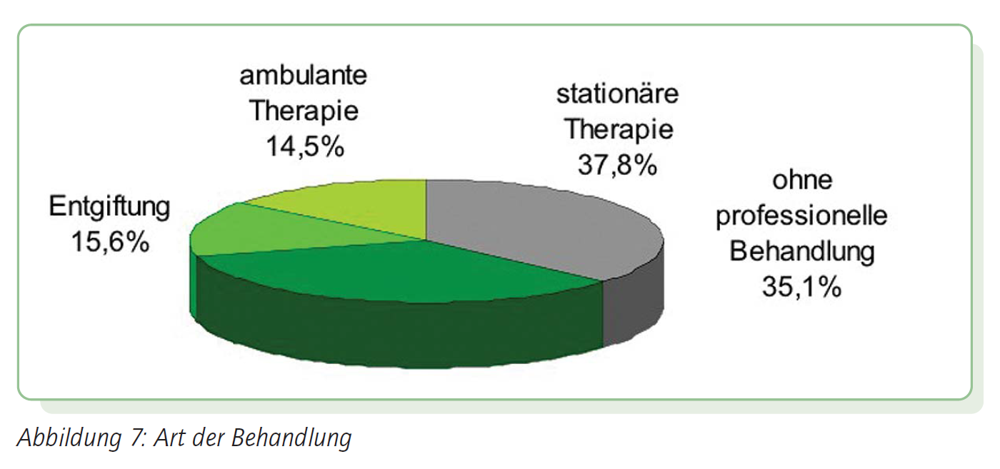 ambulante
Therapie
14,5%
stationäre
Therapie
37,8%
ohne
professionelle
Behandlung
35,1%
Entgiftung
15,6%
Abbildung 7: Art der Behandlung